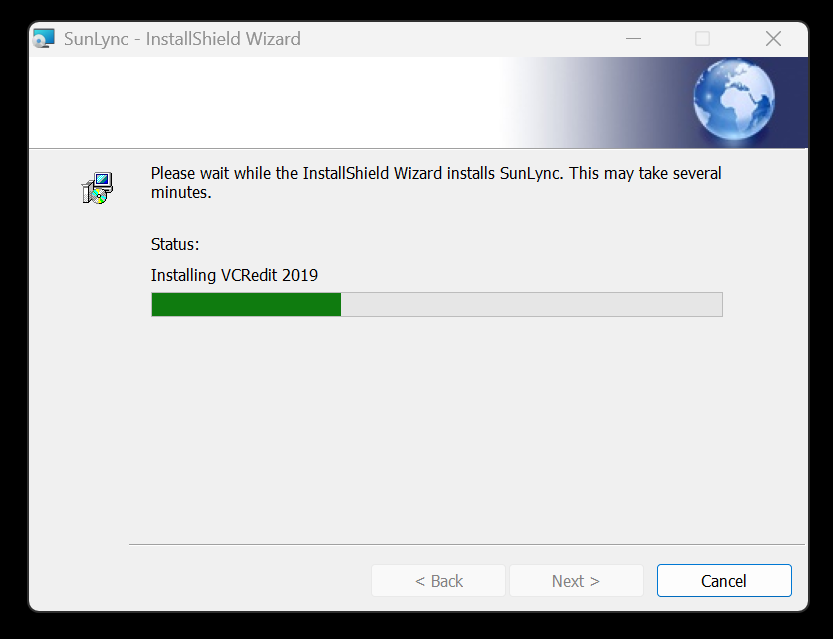 SunLync - InstallShield Wizard
Please wait while the InstallShield Wizard installs SunLync. This may take several
minutes.
Status:
Installing VCRedit 2019
< Back
Next >
Cancel